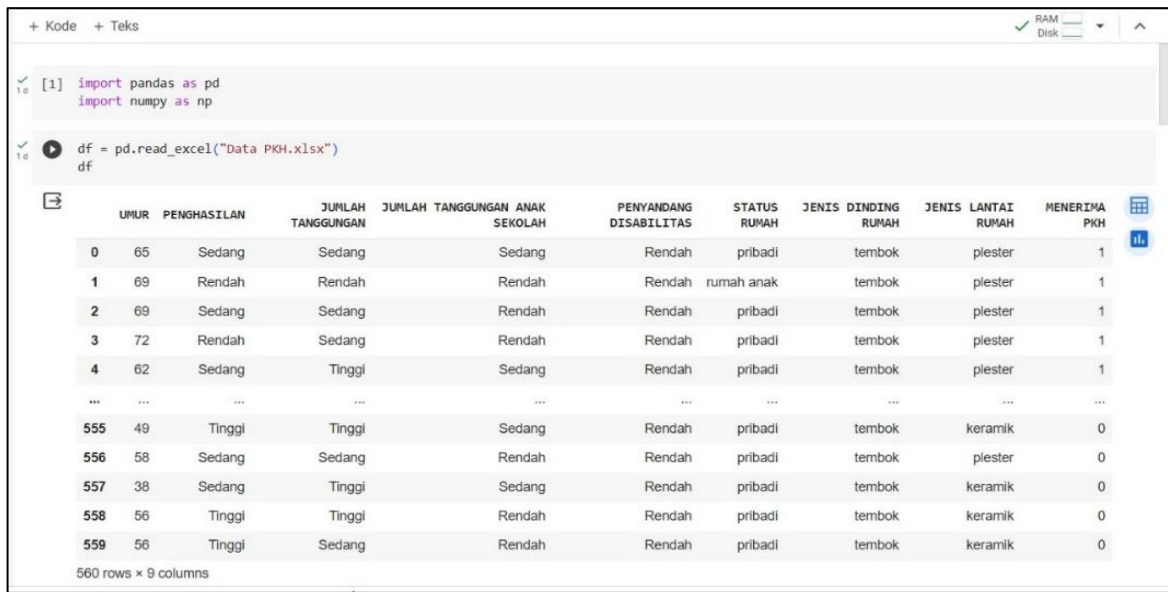 + Kode + Teks
RAM
Disk
1 d
[1] import pandas as pd
import numpy as np
1 d
df = pd.read_excel("Data PKH.xlsx")
df
UMUR PENGHASILAN JUMLAH TANGGUNGAN JUMLAH TANGGUNGAN ANAK SEKOLAH PENYANDANG DISABILITAS STATUS RUMAH JENIS DINDING RUMAH JENIS LANTAI RUMAH MENERIMA PKH
0 65 Sedang Sedang Sedang Rendah pribadi tembok plester 1
1 69 Rendah Rendah Rendah Rendah rumah anak tembok plester 1
2 69 Sedang Sedang Rendah Rendah pribadi tembok plester 1
3 72 Rendah Sedang Rendah Rendah pribadi tembok plester 1
4 62 Sedang Tinggi Sedang Rendah pribadi tembok plester 1
... ... ... ... ... ... ... ... ... ...
555 49 Tinggi Tinggi Sedang Rendah pribadi tembok keramik 0
556 58 Sedang Sedang Rendah Rendah pribadi tembok plester 0
557 38 Sedang Tinggi Sedang Rendah pribadi tembok keramik 0
558 56 Tinggi Tinggi Rendah Rendah pribadi tembok keramik 0
559 56 Tinggi Sedang Rendah Rendah pribadi tembok keramik 0
560 rows × 9 columns